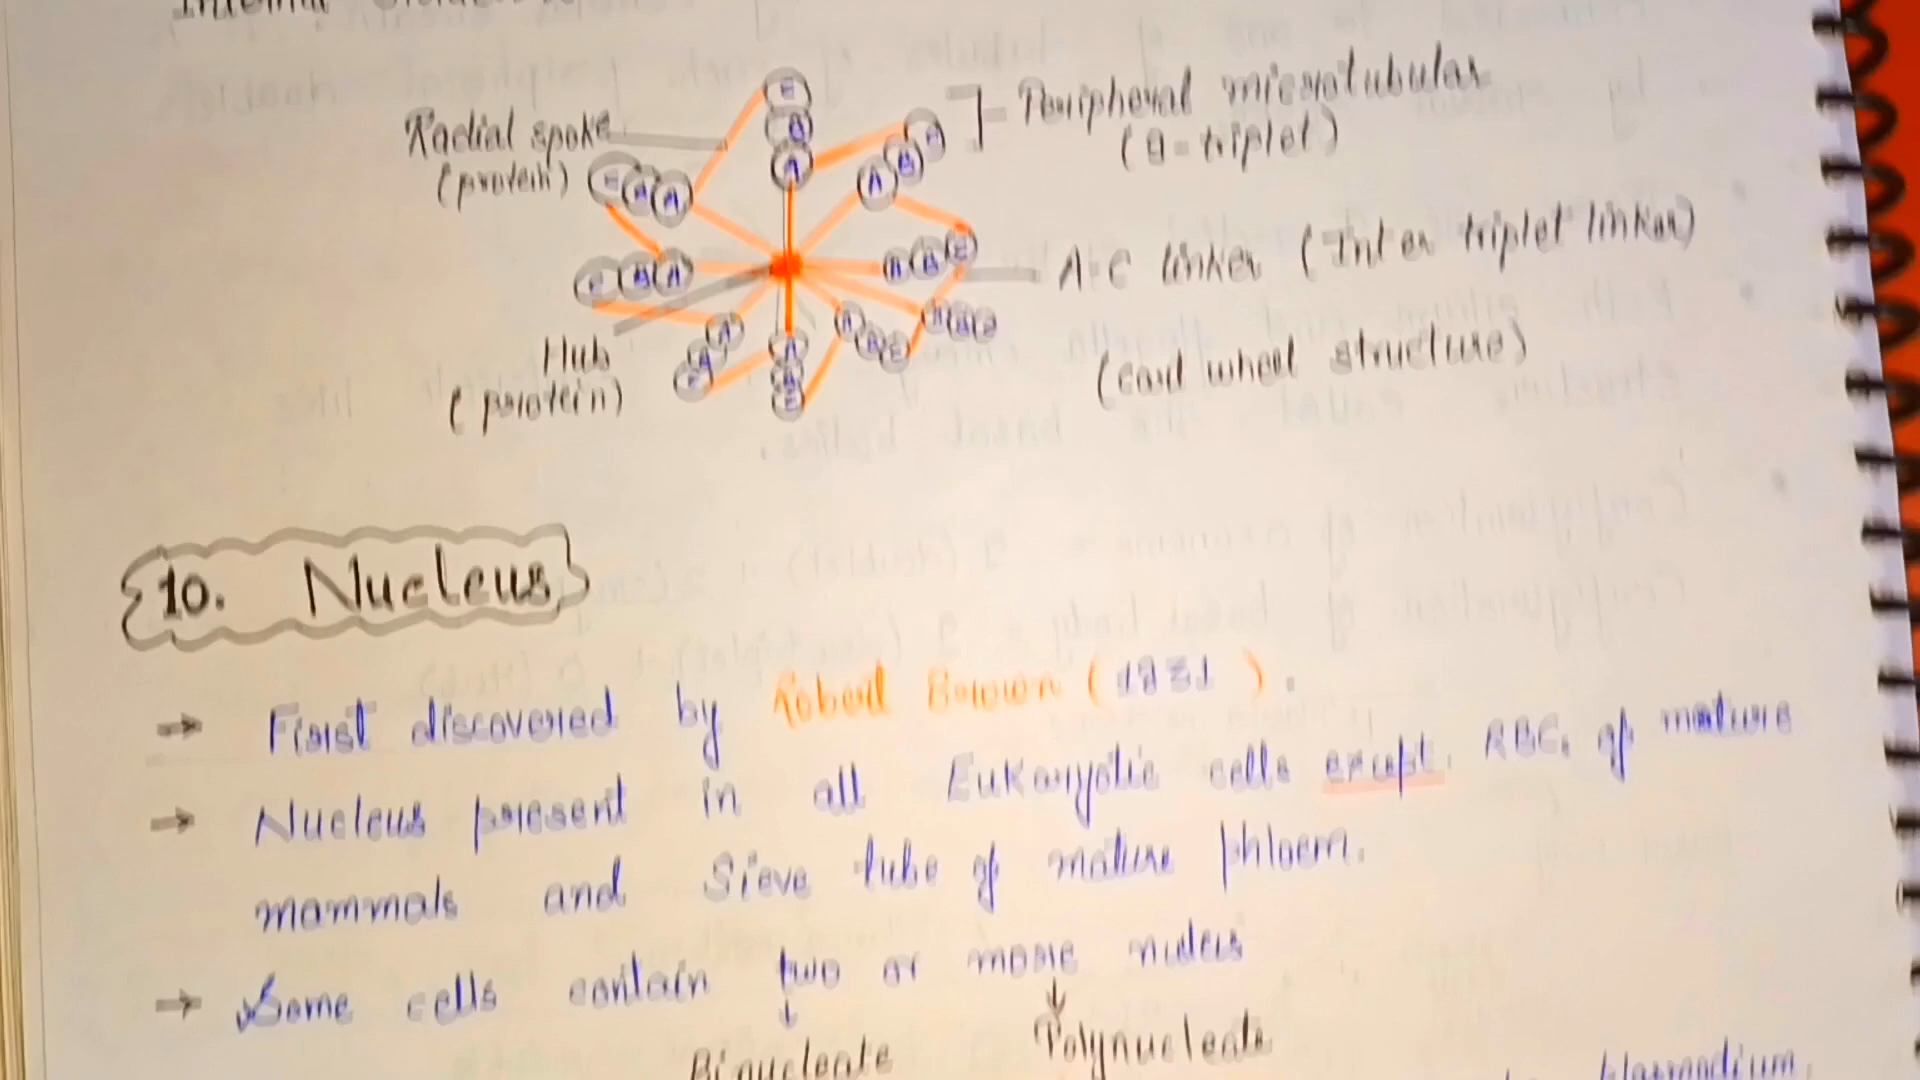 Internal
Radial spoke
(protein)
Peripheral microtubular
(9-triplet)
A-C linker (Inter triplet linker)
Hub
(protein)
(card wheel structure)
10. Nucleus
→ First discovered by Robert Brown (1831).
→ Nucleus present in all Eukaryotic cells except RBCs of mature
mammals and Sieve tube of mature phloem.
→ Some cells contain two or more
Binucleate Polynucleate